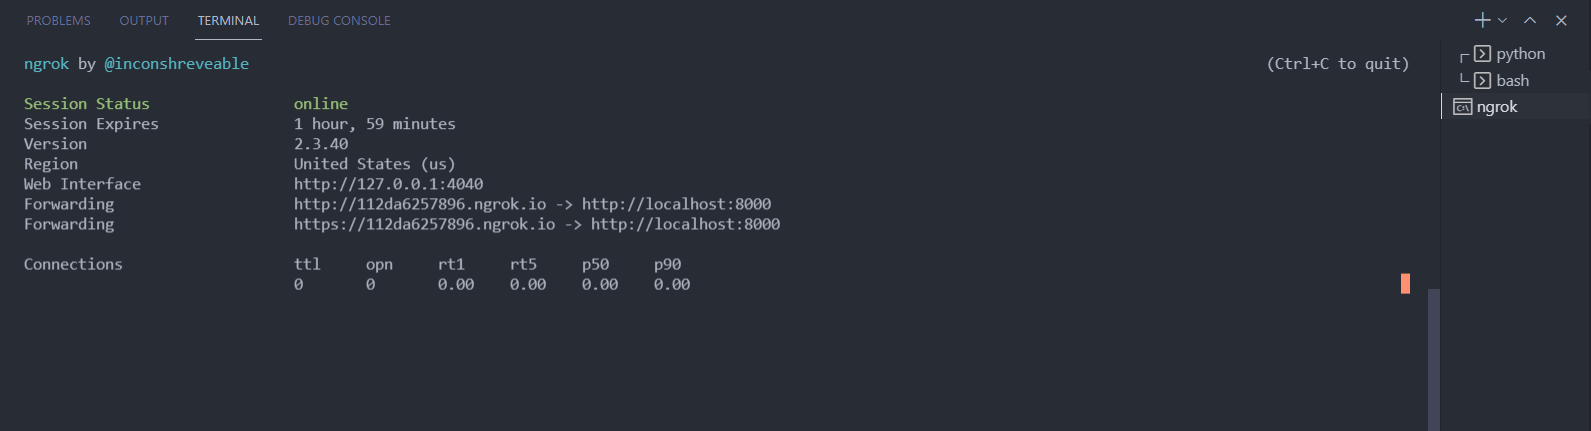 PROBLEMS OUTPUT TERMINAL DEBUG CONSOLE
ngrok by @inconshreveable (Ctrl+C to quit)
Session Status online
Session Expires 1 hour, 59 minutes
Version 2.3.40
Region United States (us)
Web Interface http://127.0.0.1:4040
Forwarding http://112da6257896.ngrok.io -> http://localhost:8000
Forwarding https://112da6257896.ngrok.io -> http://localhost:8000
Connections ttl opn rt1 rt5 p50 p90
0 0 0.00 0.00 0.00 0.00
python
bash
ngrok